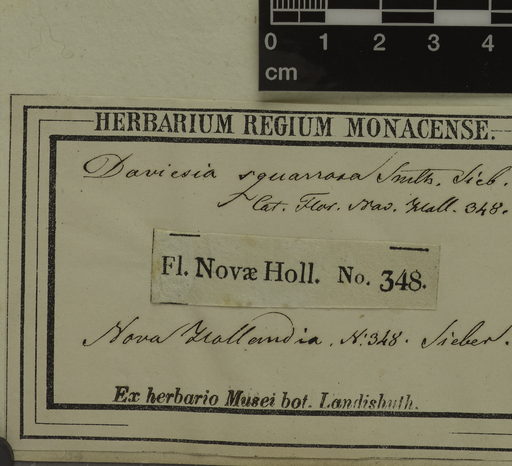 0 1 2 3 4
cm
HERBARIUM REGIUM MONACENSE.
Daviesia squarrosa Smth. Sieb.
Cat. Flor. Nov. Holl. 348.
Fl. Novæ Holl. No. 348.
Nova Hollandia. N. 348. Sieber.
Ex herbario Musei bot. Landishuth.